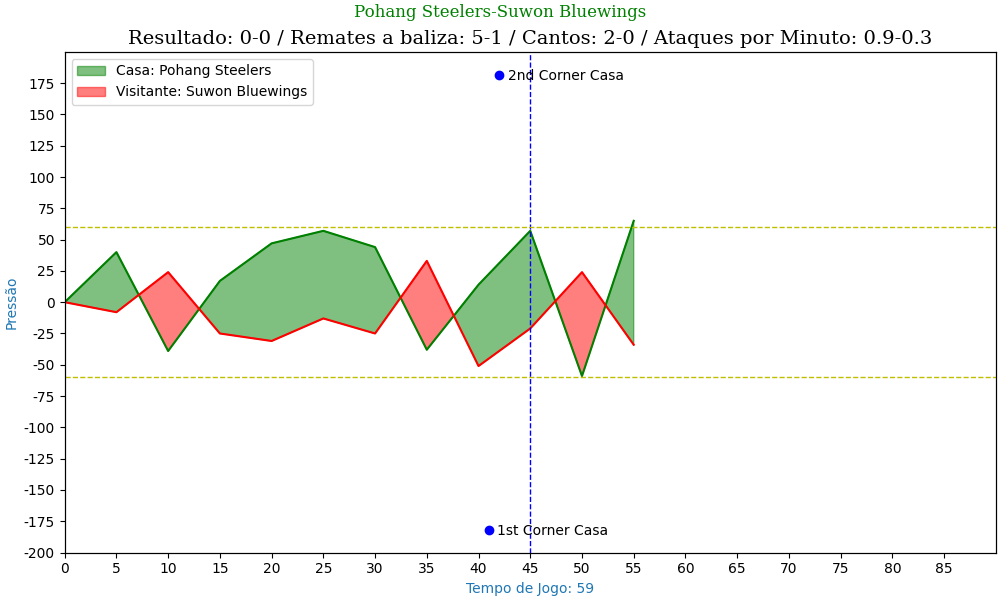 Pohang Steelers-Suwon Bluewings
Resultado: 0-0 / Remates a baliza: 5-1 / Cantos: 2-0 / Ataques por Minuto: 0.9-0.3
Casa: Pohang Steelers
Visitante: Suwon Bluewings
2nd Corner Casa
175
150
125
100
75
50
25
0
-25
-50
-75
-100
-125
-150
-175
-200
Pressão
1st Corner Casa
0 5 10 15 20 25 30 35 40 45 50 55 60 65 70 75 80 85
Tempo de Jogo: 59